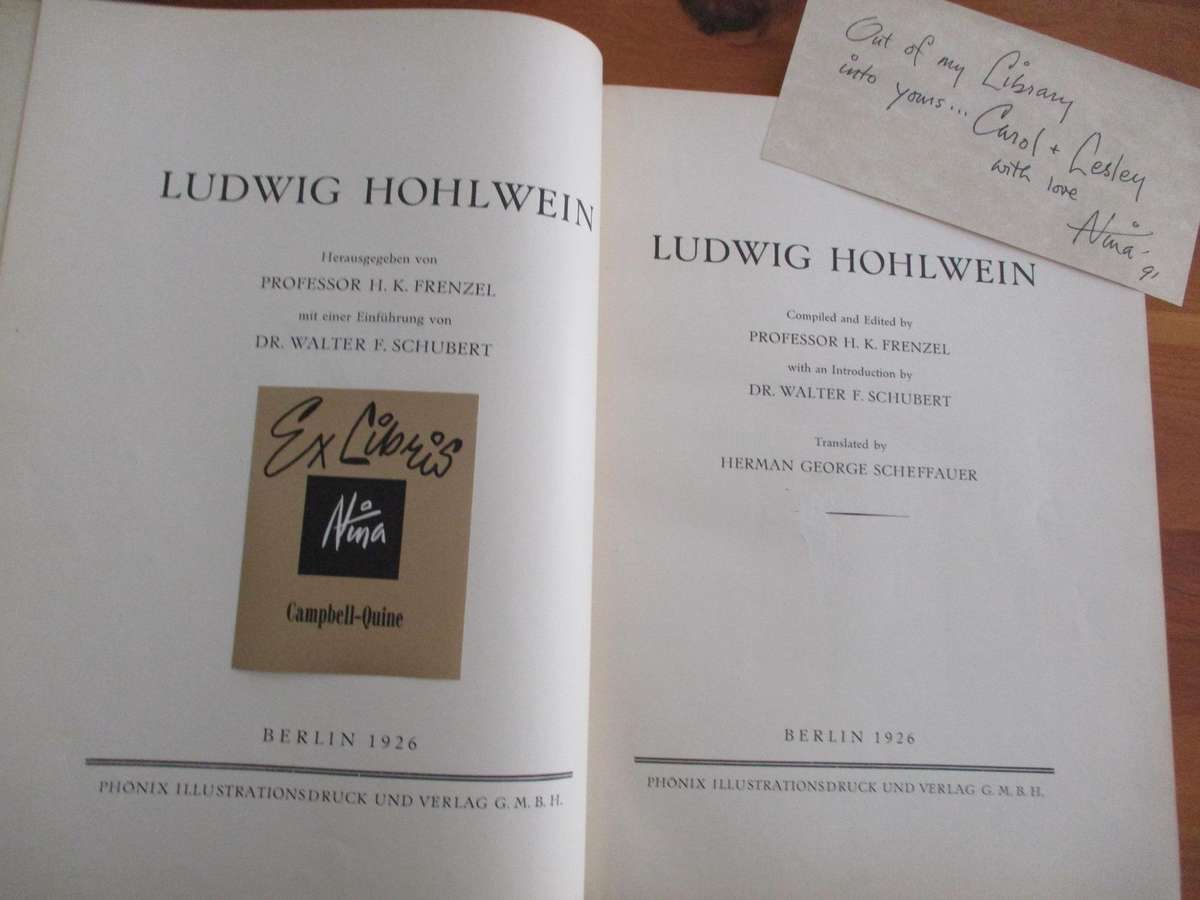 LUDWIG HOHLWEIN
Herausgegeben von
PROFESSOR H. K. FRENZEL
mit einer Einführung von
DR. WALTER F. SCHUBERT
Ex Libris
Nina
Campbell-Quine
BERLIN 1926
PHÖNIX ILLUSTRATIONSDRUCK UND VERLAG G. M. B. H.
Out of my Library
into yours... Carol + Lesley
with love
Nina '91
LUDWIG HOHLWEIN
Compiled and Edited by
PROFESSOR H. K. FRENZEL
with an Introduction by
DR. WALTER F. SCHUBERT
Translated by
HERMAN GEORGE SCHEFFAUER
BERLIN 1926
PHÖNIX ILLUSTRATIONSDRUCK UND VERLAG G. M. B. H.